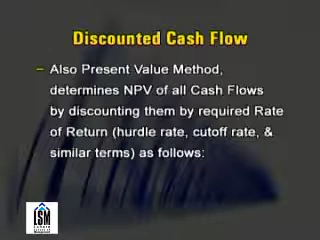 Discounted Cash Flow
– Also Present Value Method,
determines NPV of all Cash Flows
by discounting them by required Rate
of Return (hurdle rate, cutoff rate, &
similar terms) as follows:
LSM